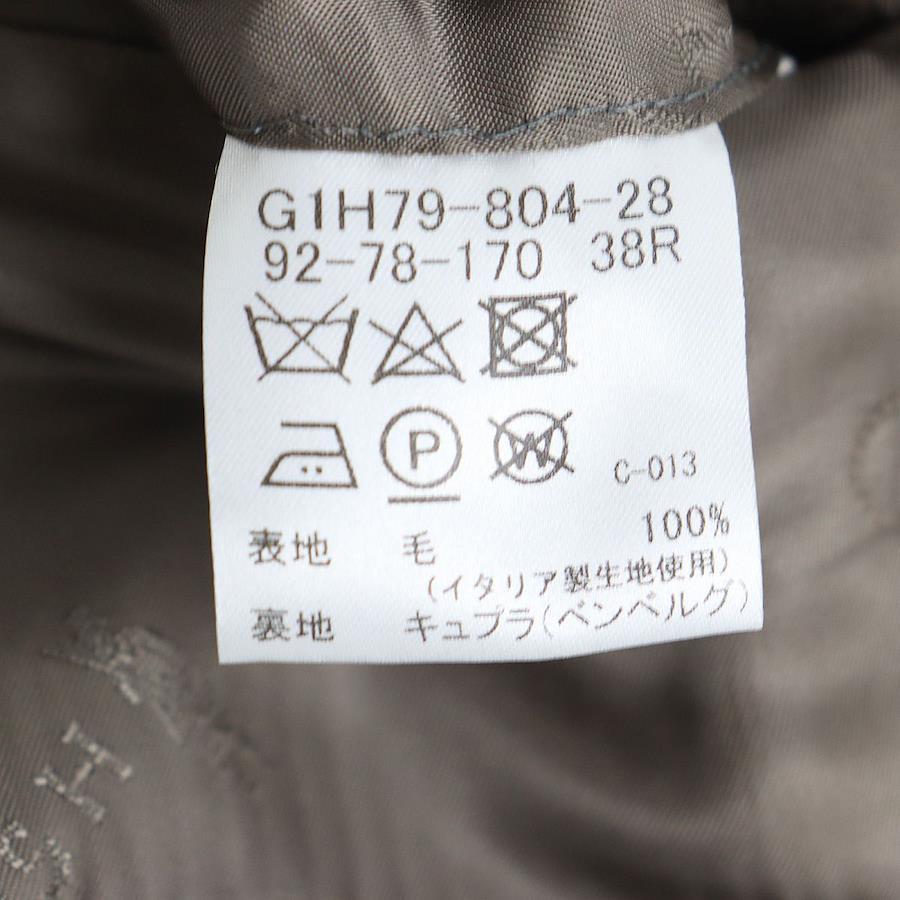 G1H79-804-28
92-78-170 38R
P W C-013
表地 毛 100%
(イタリア製生地使用)
裏地 キュプラ(ベンベルグ)
SH